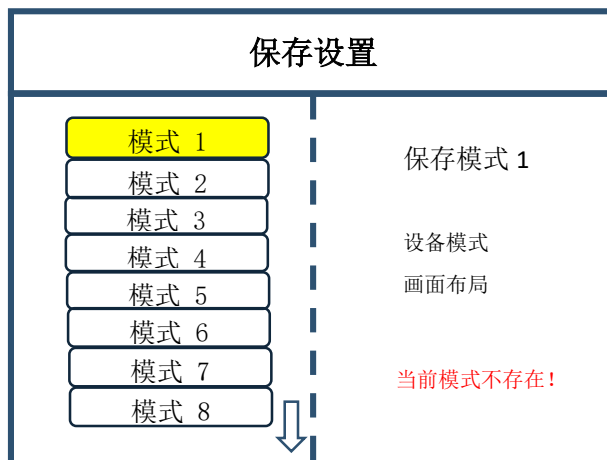 保存设置
模式 1
模式 2
模式 3
模式 4
模式 5
模式 6
模式 7
模式 8
保存模式 1
设备模式
画面布局
当前模式不存在!